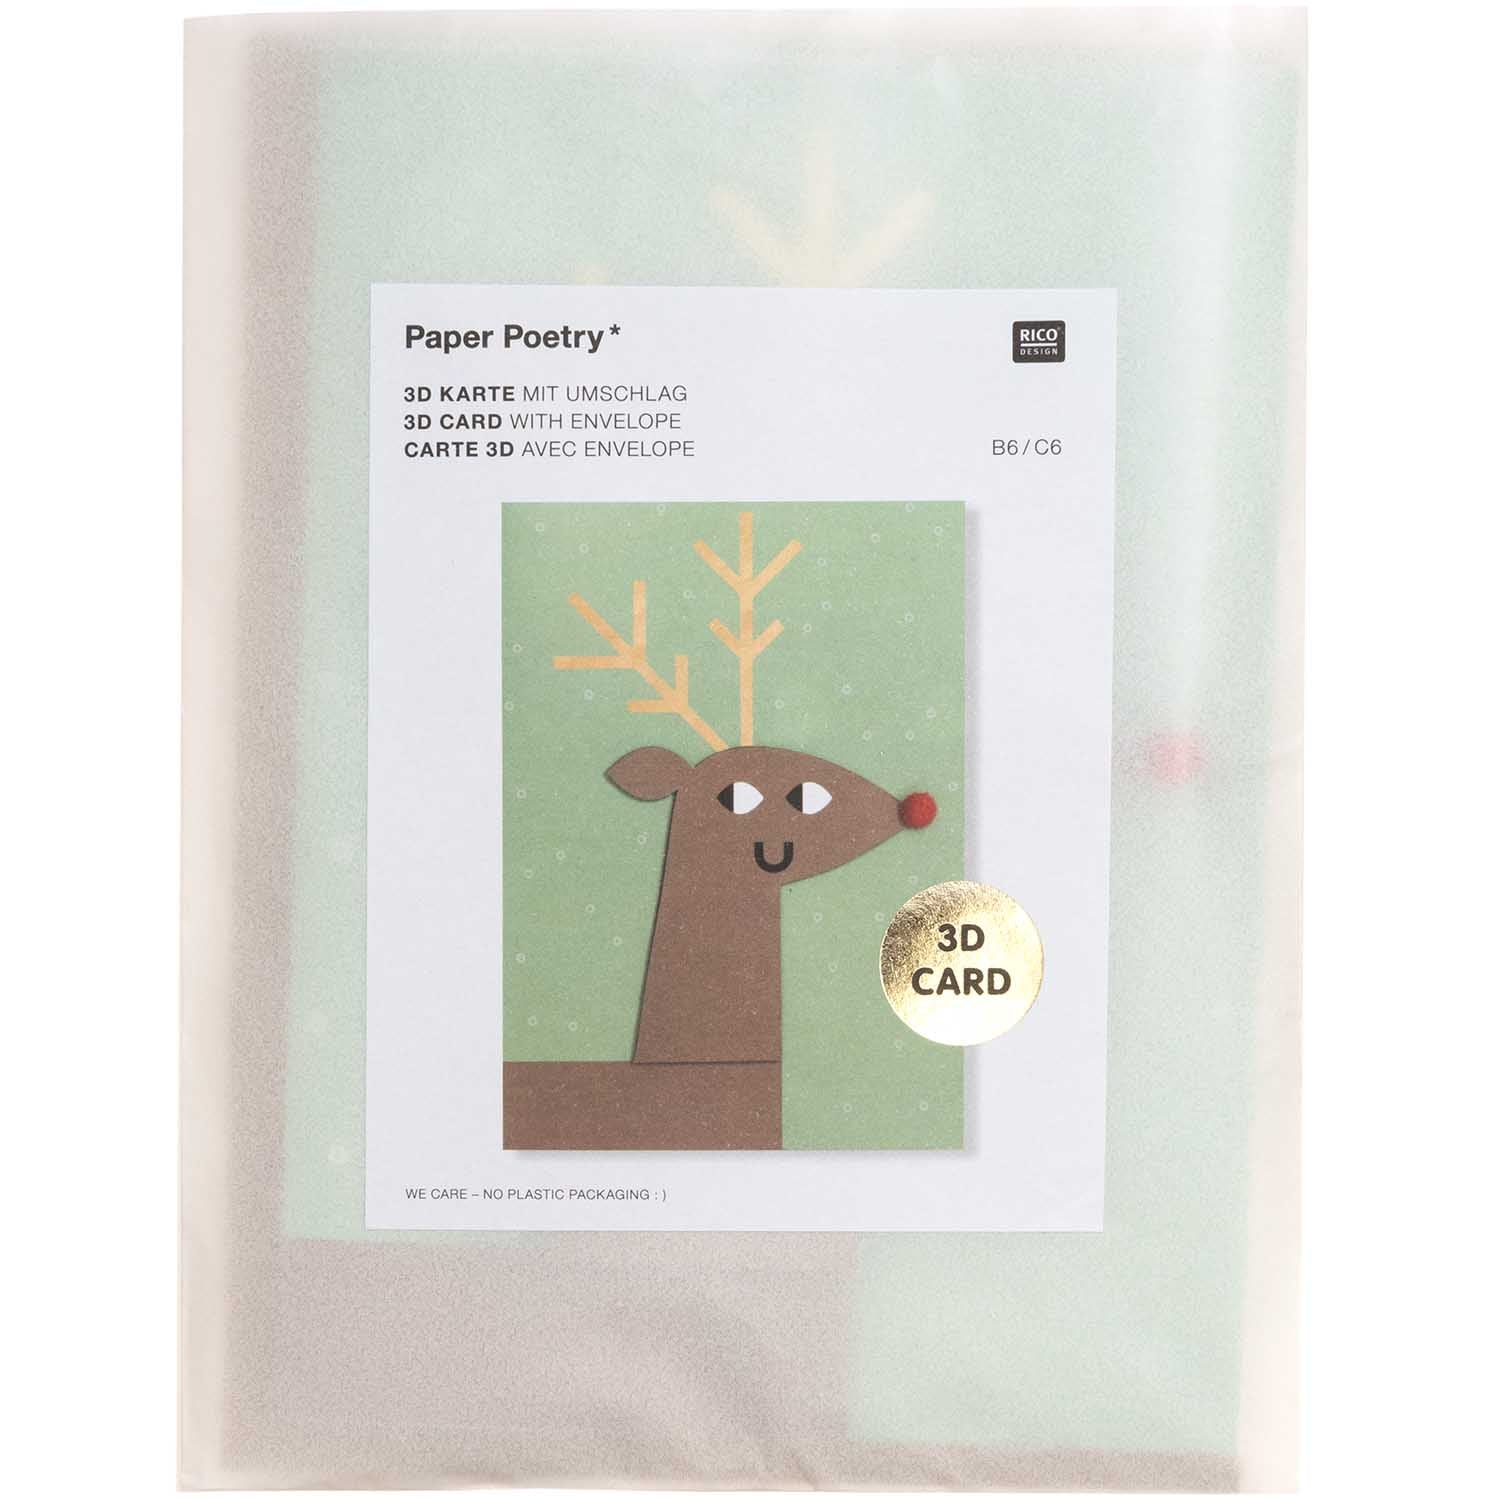 Paper Poetry*
RICO
DESIGN
3D KARTE MIT UMSCHLAG
3D CARD WITH ENVELOPE
CARTE 3D AVEC ENVELOPE
B6 / C6
3D
CARD
WE CARE – NO PLASTIC PACKAGING : )